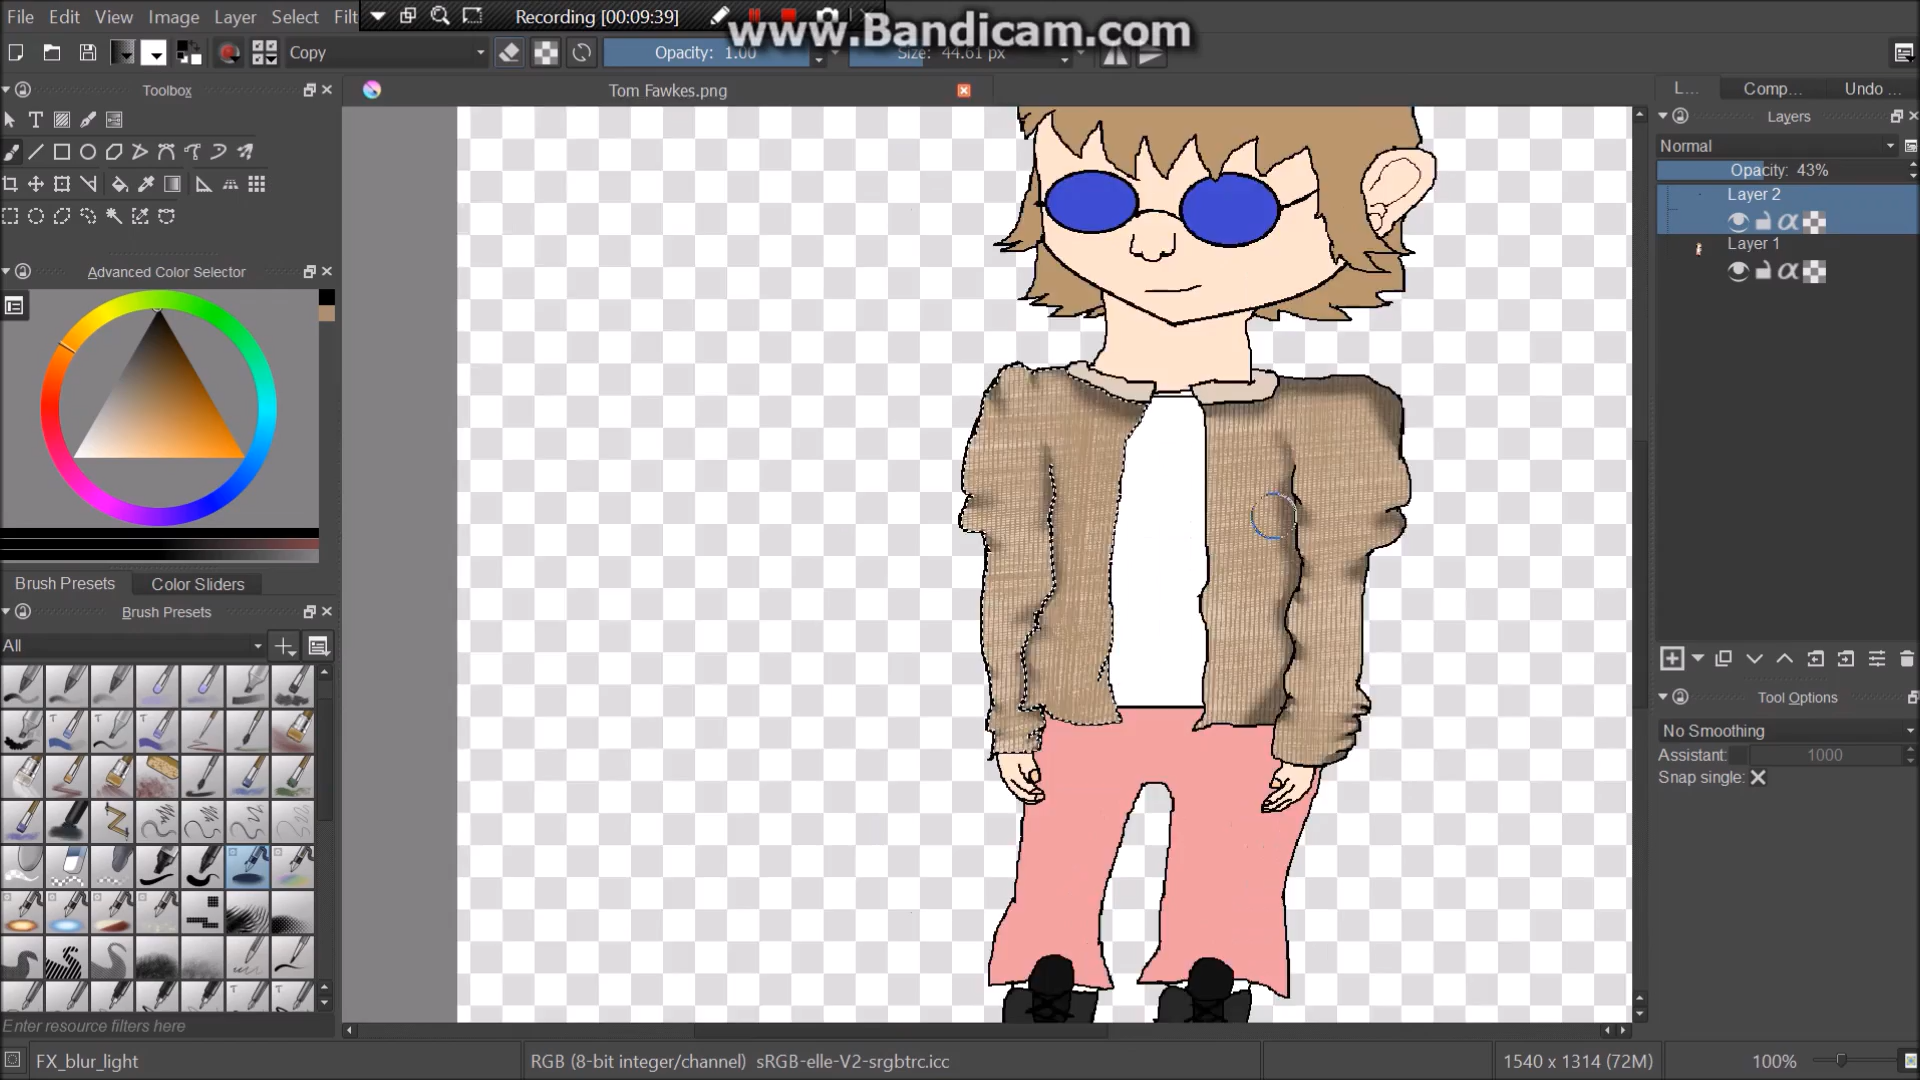 File Edit View Image Layer Select Filt
Recording [00:09:39]
www.Bandicam.com
Copy
Opacity: 1.00
Size: 44.61 px
Toolbox
Tom Fawkes.png
L... Comp... Undo ...
Layers
Normal
Opacity: 43%
Layer 2
Layer 1
Advanced Color Selector
Brush Presets Color Sliders
Brush Presets
All
Enter resource filters here
Tool Options
No Smoothing
Assistant: 1000
Snap single:
FX_blur_light
RGB (8-bit integer/channel) sRGB-elle-V2-srgbtrc.icc
1540 x 1314 (72M)
100%